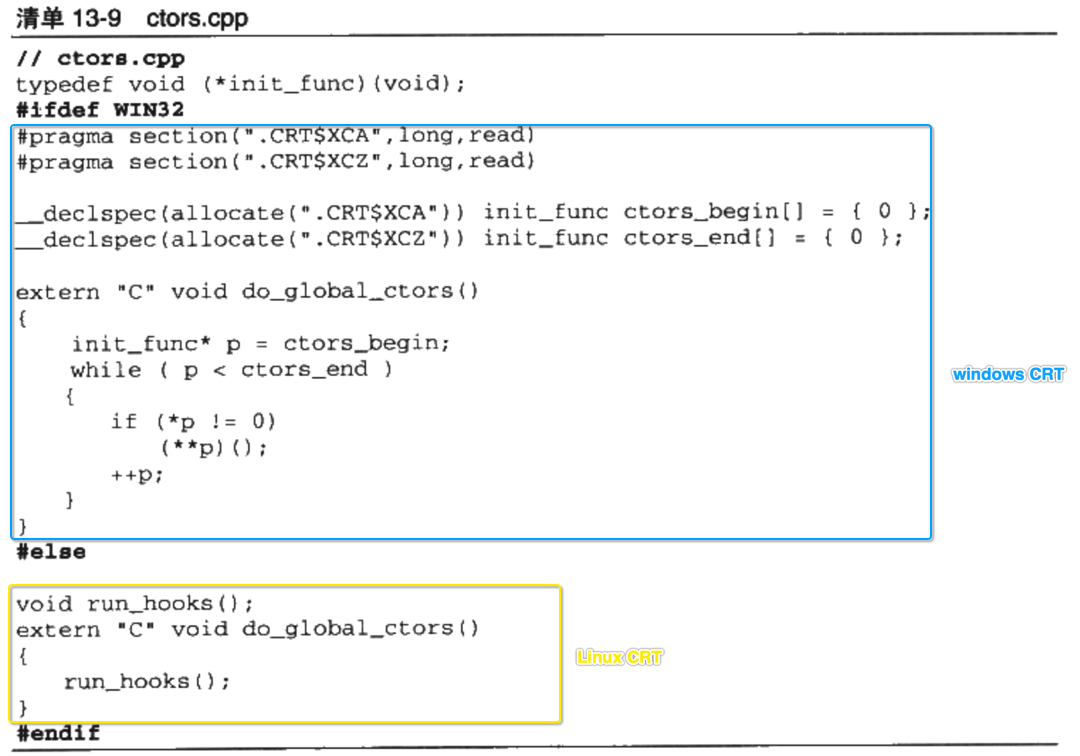 清单 13-9 ctors.cpp
// ctors.cpp
typedef void (*init_func)(void);
#ifdef WIN32
#pragma section(".CRT$XCA",long,read)
#pragma section(".CRT$XCZ",long,read)
__declspec(allocate(".CRT$XCA")) init_func ctors_begin[] = { 0 };
__declspec(allocate(".CRT$XCZ")) init_func ctors_end[] = { 0 };
extern "C" void do_global_ctors()
{
init_func* p = ctors_begin;
while ( p < ctors_end )
{
if (*p != 0)
(**p)();
++p;
}
}
windows CRT
#else
void run_hooks();
extern "C" void do_global_ctors()
{
run_hooks();
}
Linux CRT
#endif